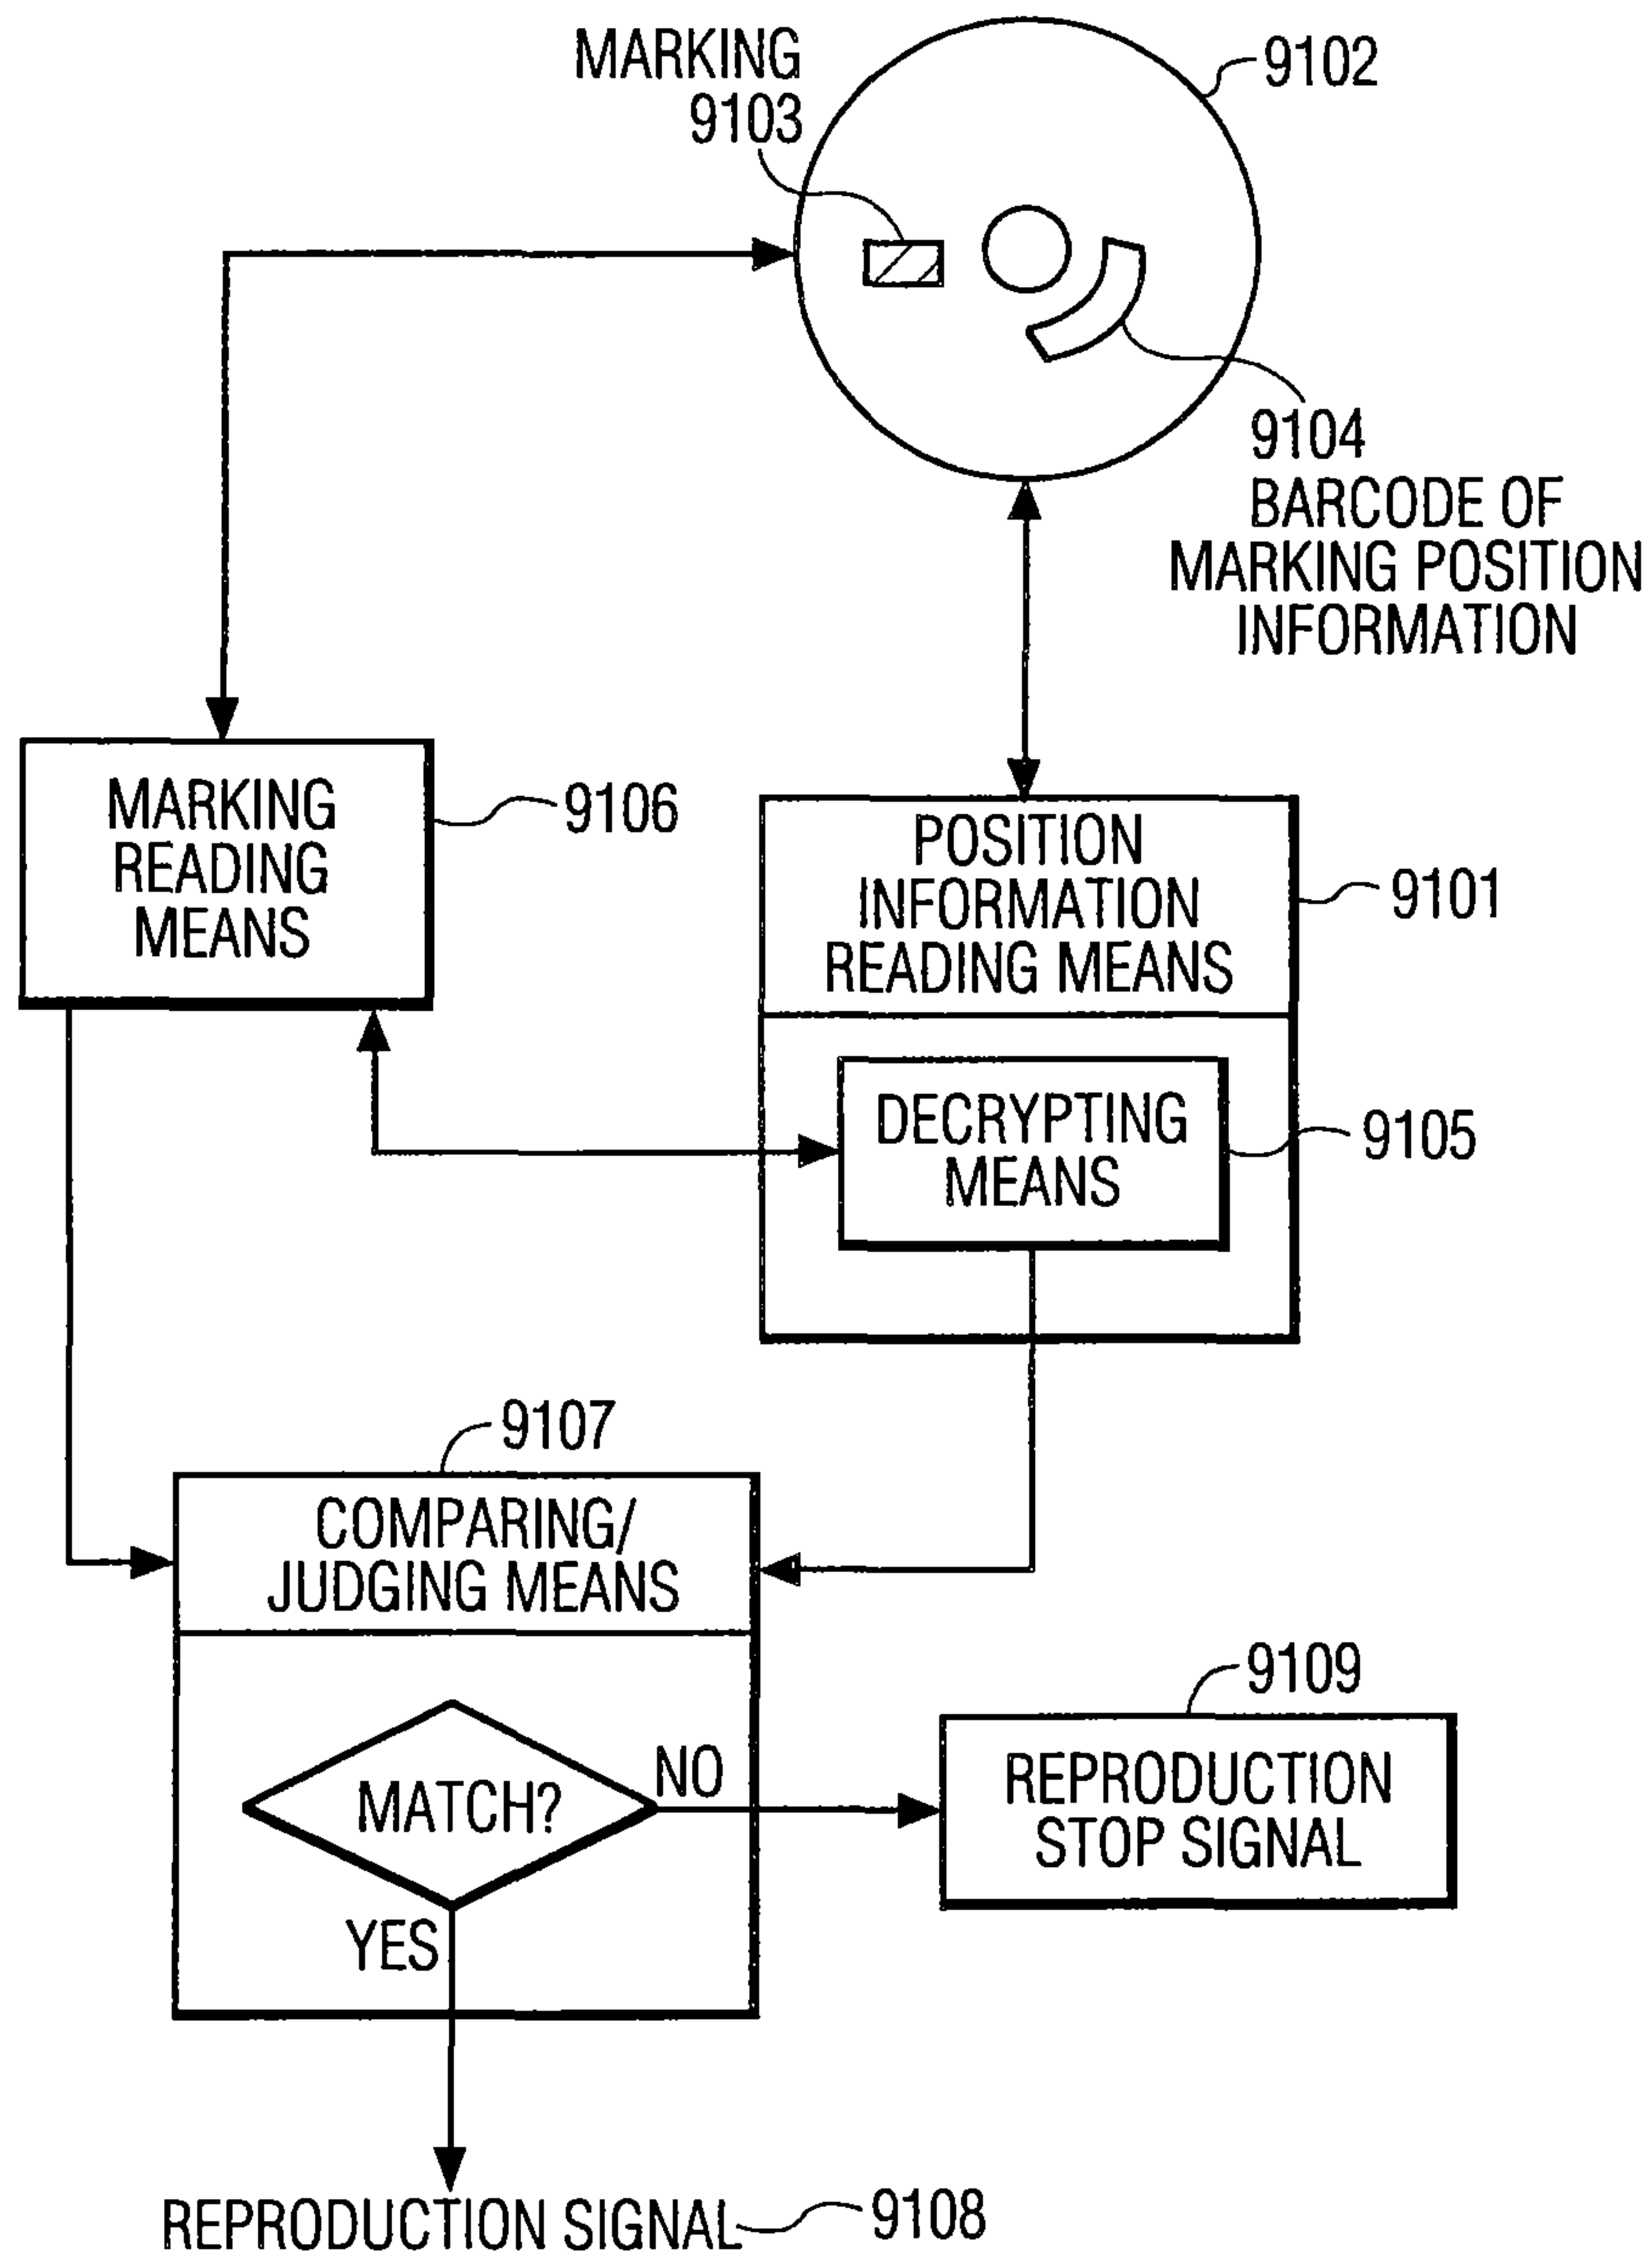 MARKING
9103
9102
9104
BARCODE OF
MARKING POSITION
INFORMATION
MARKING
READING
MEANS
9106
POSITION
INFORMATION
READING MEANS
9101
DECRYPTING
MEANS
9105
9107
COMPARING/
JUDGING MEANS
MATCH?
NO
YES
9109
REPRODUCTION
STOP SIGNAL
REPRODUCTION SIGNAL
9108